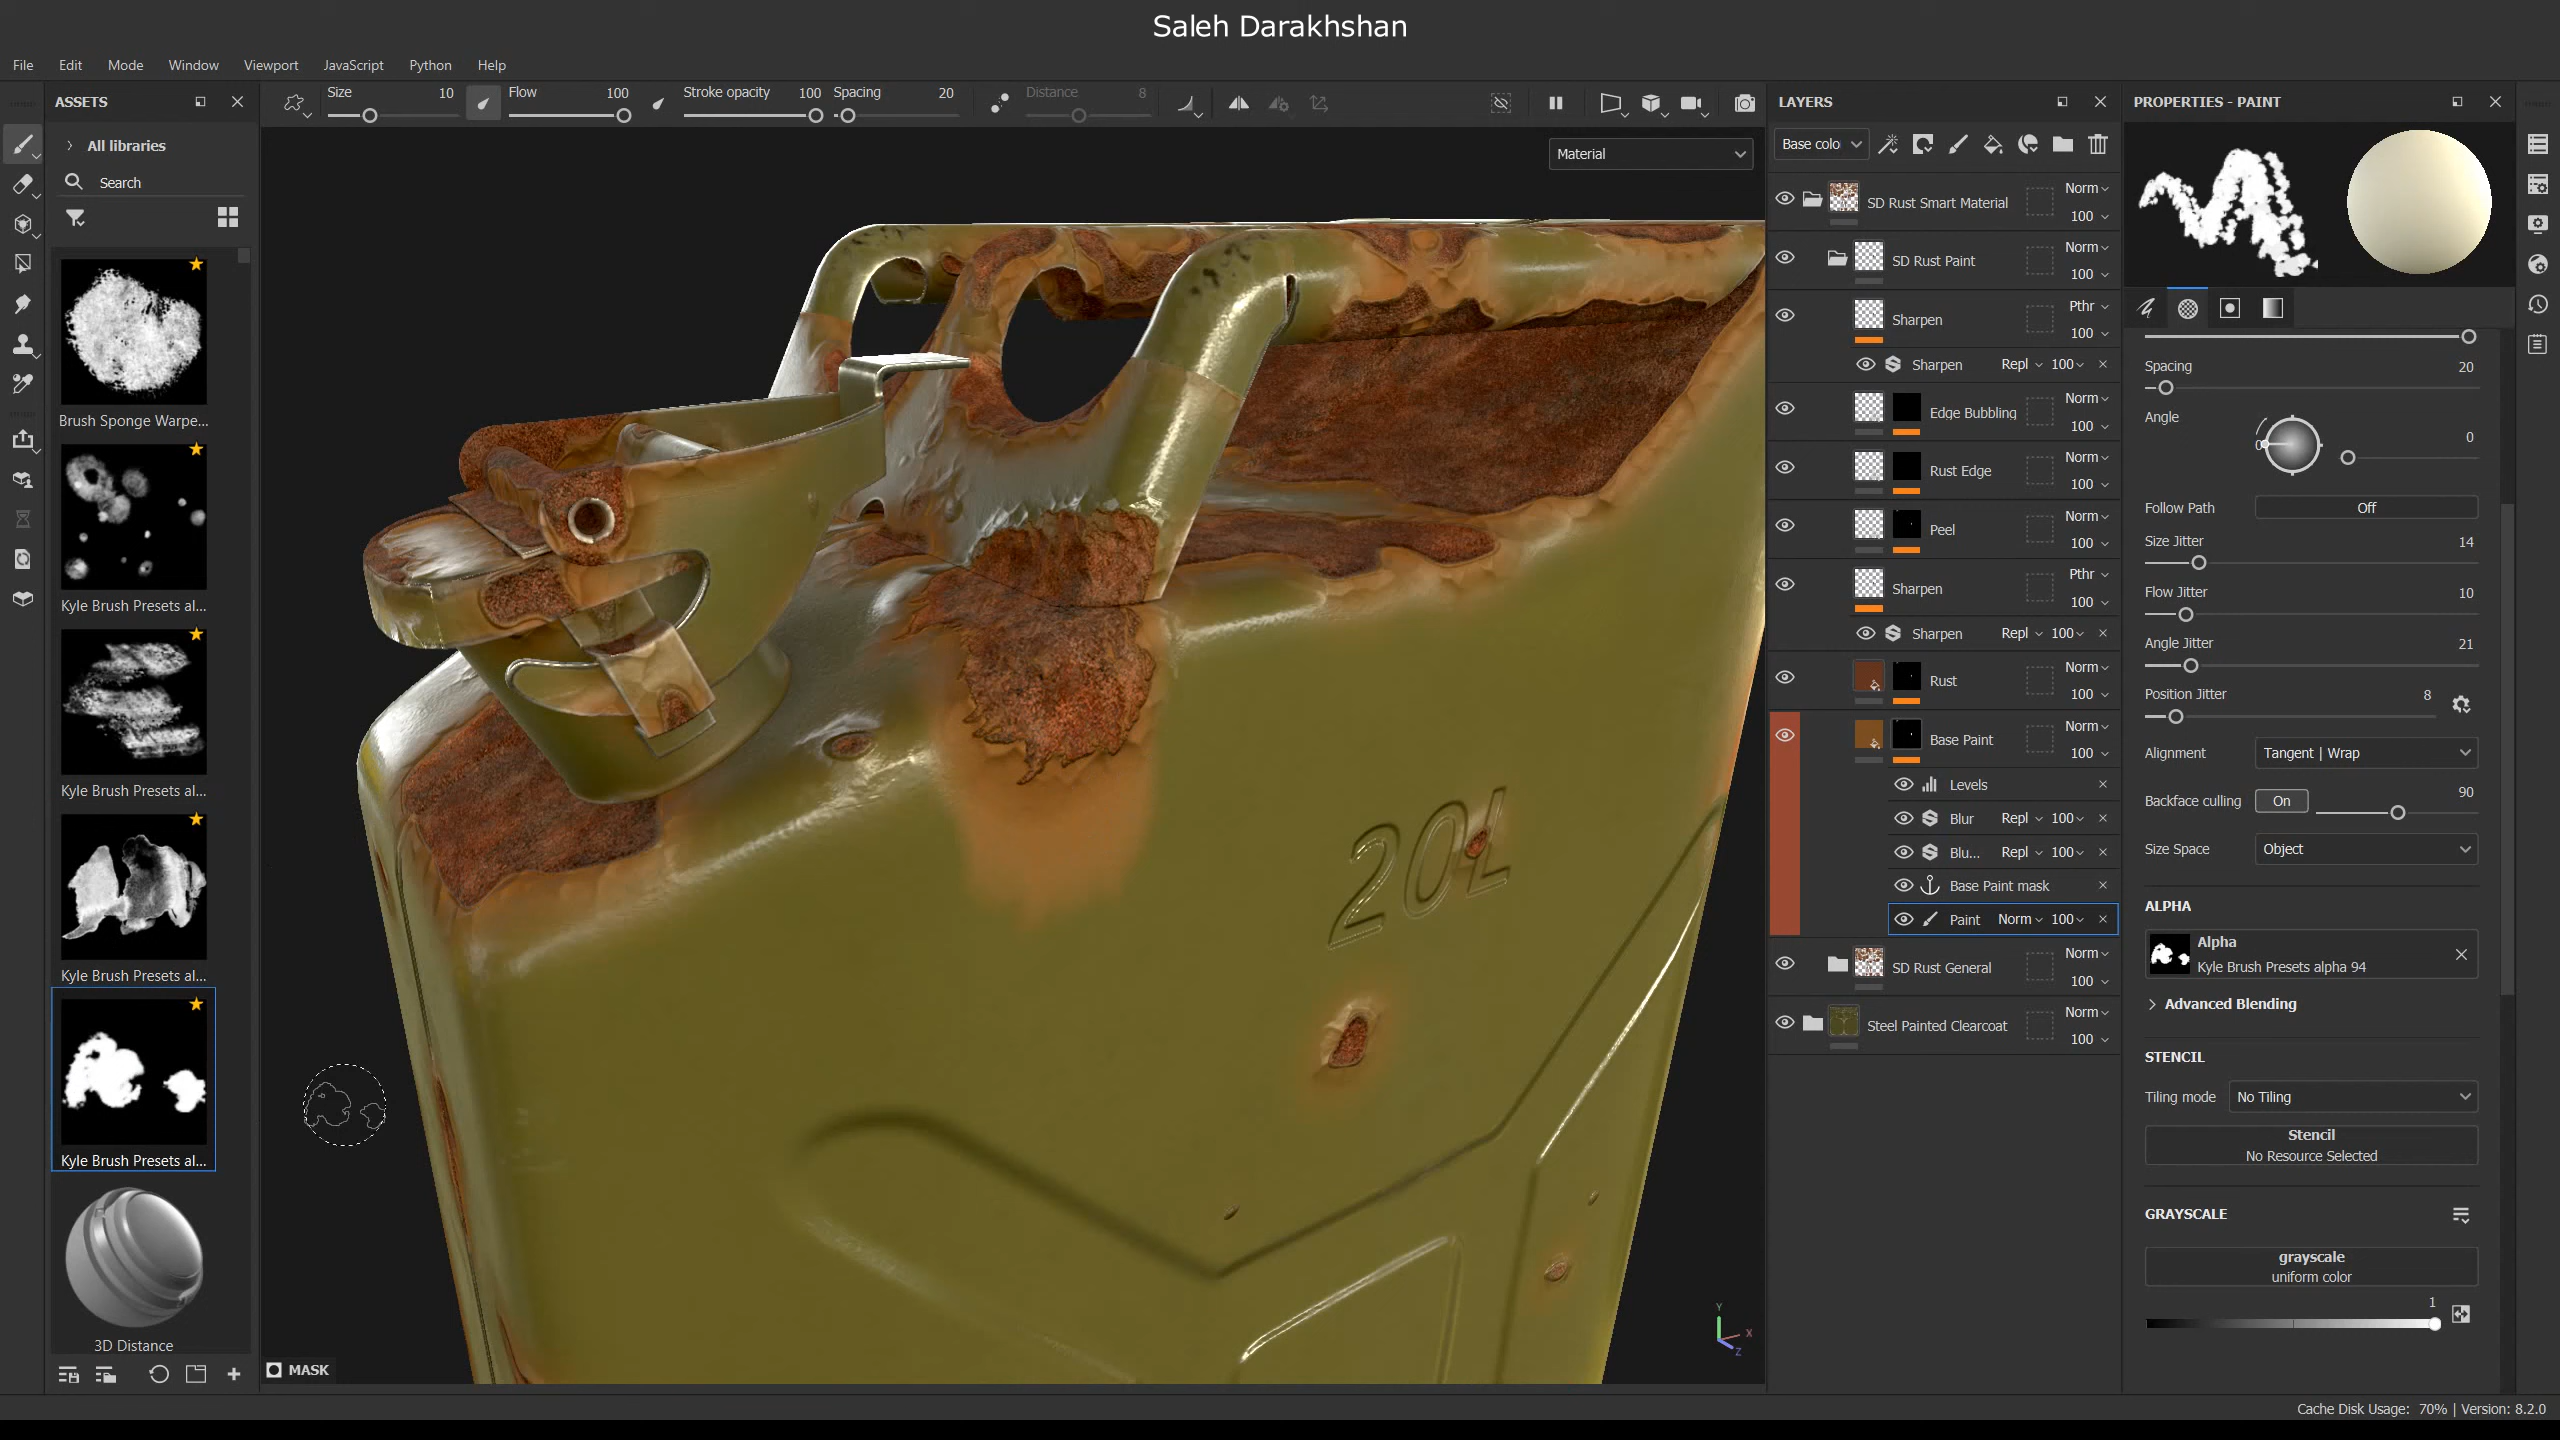 Saleh Darakhshan
File Edit Mode Window Viewport JavaScript Python Help
ASSETS
All libraries
Search
Brush Sponge Warpe...
Kyle Brush Presets al...
Kyle Brush Presets al...
Kyle Brush Presets al...
Kyle Brush Presets al...
3D Distance
Size 10
Flow 100
Stroke opacity 100
Spacing 20
Distance 8
Material
20L
MASK
Y
X
Z
LAYERS
Base colo
SD Rust Smart Material Norm 100
SD Rust Paint Norm 100
Sharpen Pthr 100
Sharpen Repl 100
Edge Bubbling Norm 100
Rust Edge Norm 100
Peel Norm 100
Sharpen Pthr 100
Sharpen Repl 100
Rust Norm 100
Base Paint Norm 100
Levels
Blur Repl 100
Blu... Repl 100
Base Paint mask
Paint Norm 100
SD Rust General Norm 100
Steel Painted Clearcoat Norm 100
PROPERTIES - PAINT
Spacing 20
Angle 0 0
Follow Path Off
Size Jitter 14
Flow Jitter 10
Angle Jitter 21
Position Jitter 8
Alignment Tangent | Wrap
Backface culling On 90
Size Space Object
ALPHA
Alpha
Kyle Brush Presets alpha 94
Advanced Blending
STENCIL
Tiling mode No Tiling
Stencil
No Resource Selected
GRAYSCALE
grayscale
uniform color
1
Cache Disk Usage: 70% | Version: 8.2.0